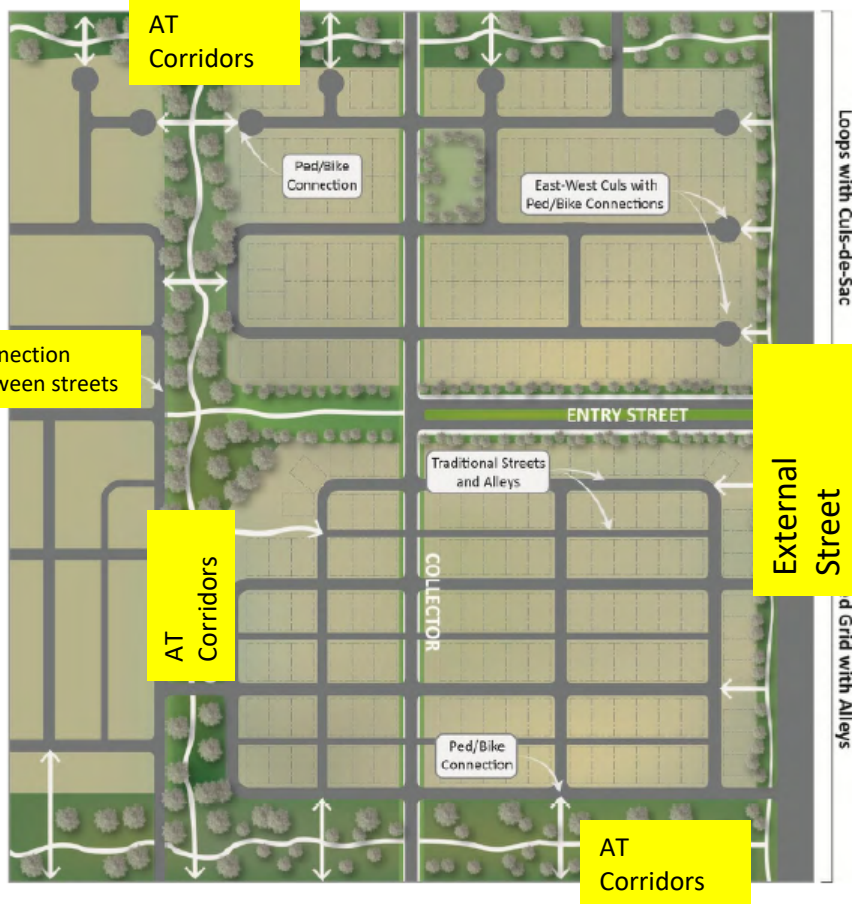 AT
Corridors
Ped/Bike
Connection
East-West Culs with
Ped/Bike Connections
Loops with Culs-de-Sac
nection
ween streets
ENTRY STREET
Traditional Streets
and Alleys
External
Street
COLLECTOR
AT
Corridors
d Grid with Alleys
Ped/Bike
Connection
AT
Corridors